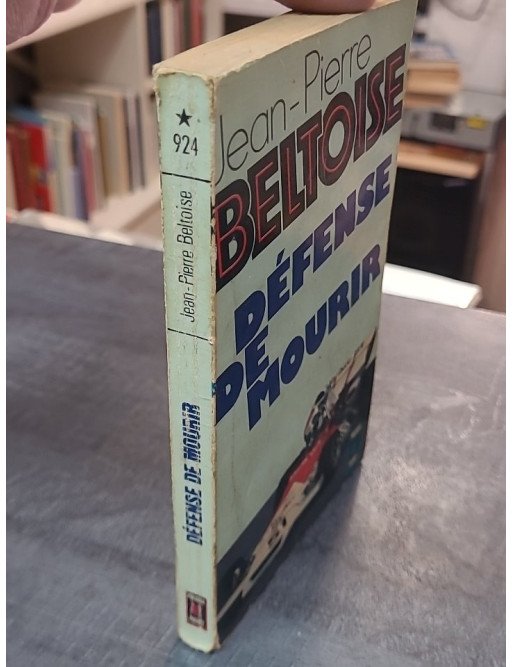 ★
924
Jean-Pierre Beltoise
DÉFENSE DE MOURIR
Jean-Pierre
BELTOISE
DÉFENSE
DE
MOURIR